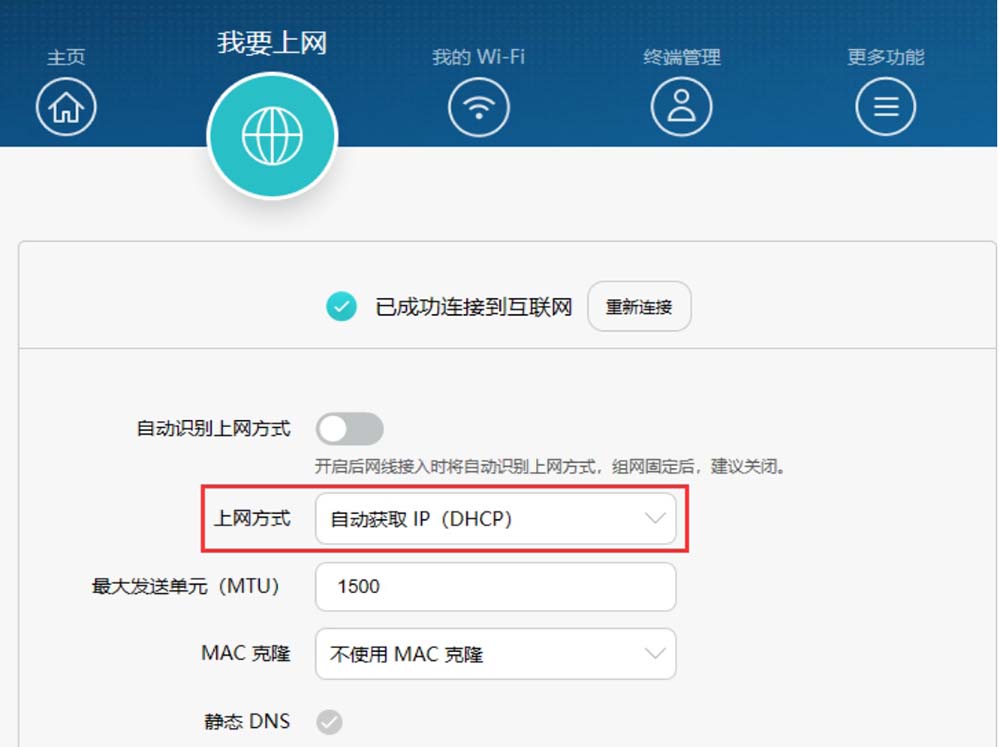 主页
我要上网
我的 Wi-Fi
终端管理
更多功能
已成功连接到互联网
重新连接
自动识别上网方式
开启后网线接入时将自动识别上网方式，组网固定后，建议关闭。
上网方式 自动获取 IP（DHCP）
最大发送单元（MTU） 1500
MAC 克隆 不使用 MAC 克隆
静态 DNS